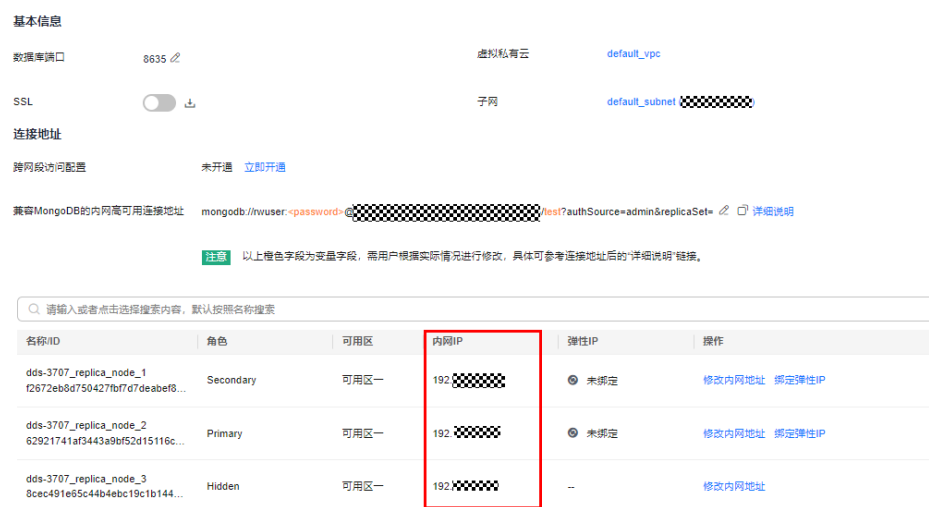 基本信息
数据库端口 8635 虚拟私有云 default_vpc
SSL 子网 default_subnet (
连接地址
跨网段访问配置 未开通 立即开通
兼容MongoDB的内网高可用连接地址 mongodb://rwuser:<password>@ /test?authSource=admin&replicaSet= 详细说明
注意 以上橙色字段为变量字段，需用户根据实际情况进行修改，具体可参考连接地址后的“详细说明”链接。
请输入或者点击选择搜索内容，默认按照名称搜索
名称/ID 角色 可用区 内网IP 弹性IP 操作
dds-3707_replica_node_1
f2672eb8d750427fbf7d7deabef8... Secondary 可用区一 192. 未绑定 修改内网地址 绑定弹性IP
dds-3707_replica_node_2
62921741af3443a9bf52d15116c... Primary 可用区一 192. 未绑定 修改内网地址 绑定弹性IP
dds-3707_replica_node_3
8cec491e65c44b4ebc19c1b144... Hidden 可用区一 192. -- 修改内网地址